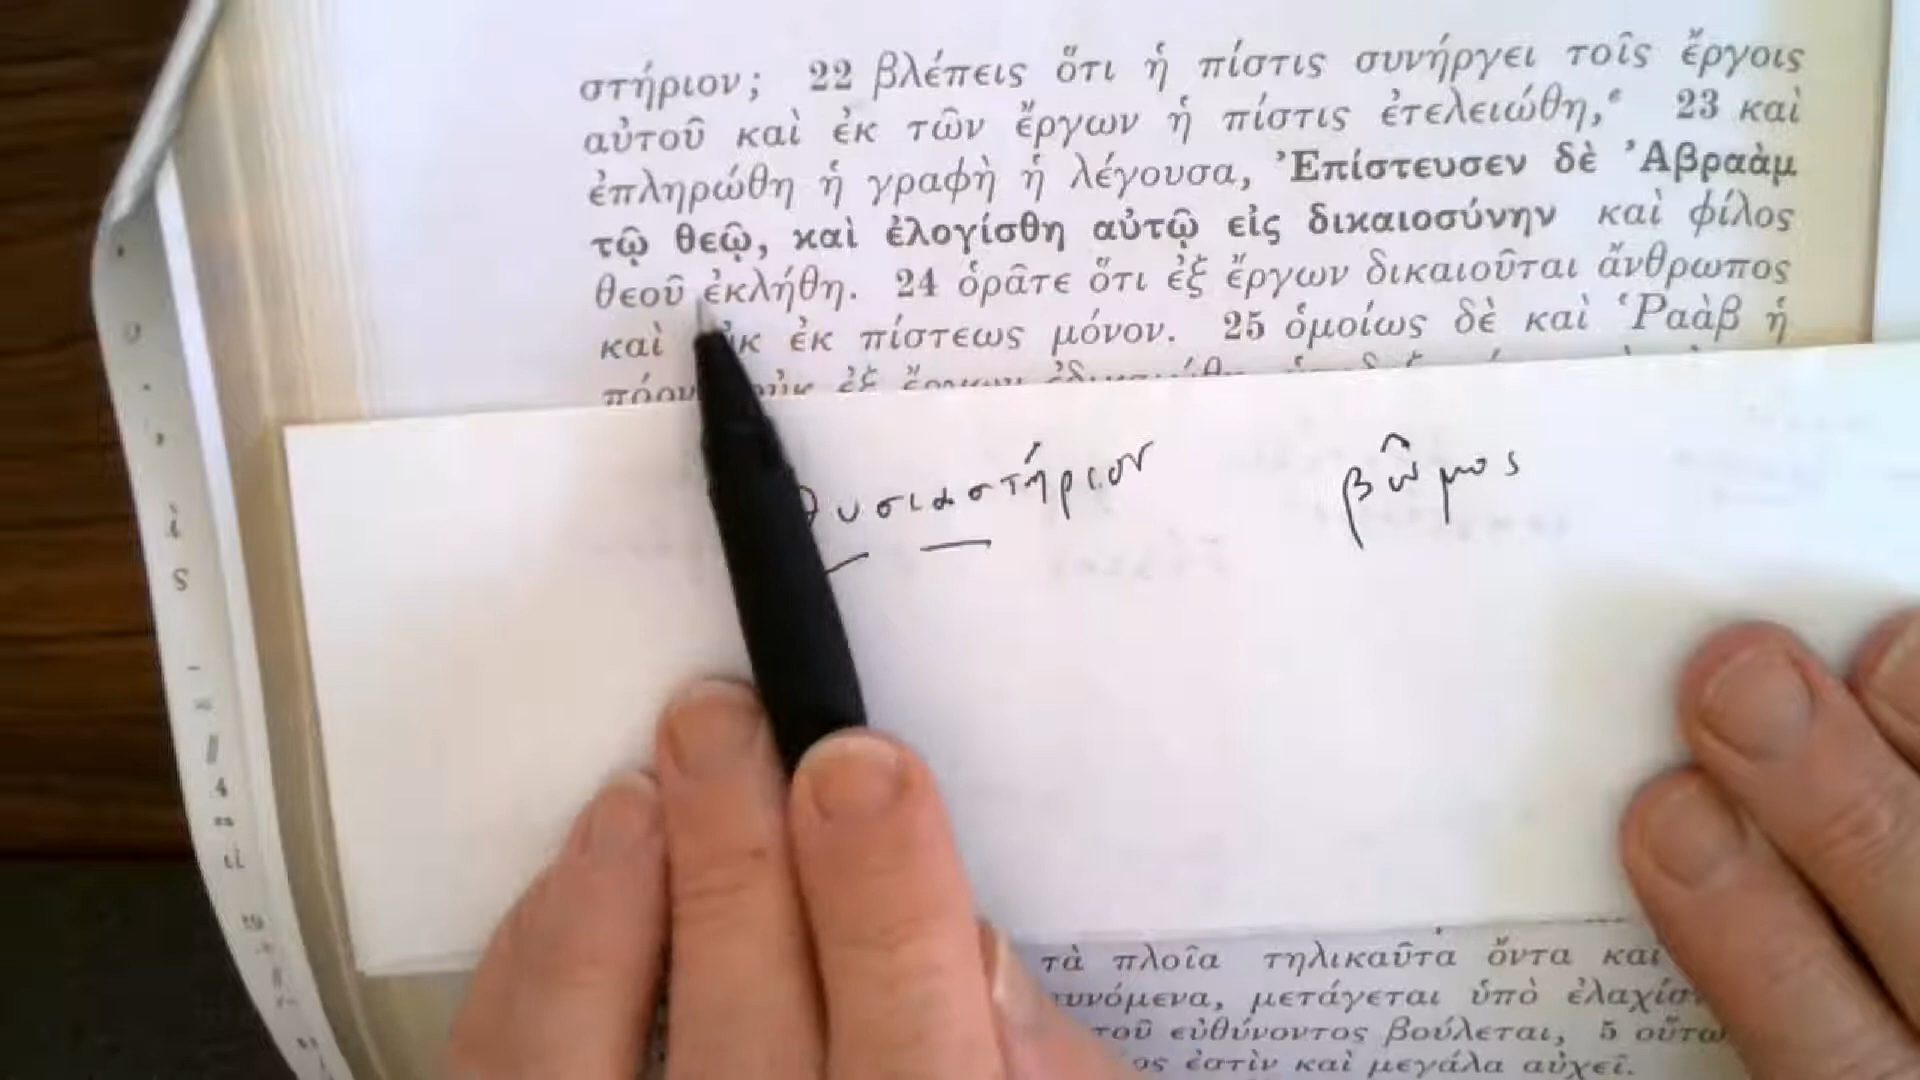 στήριον; 22 βλέπεις ὅτι ἡ πίστις συνήργει τοῖς ἔργοις
αὐτοῦ καὶ ἐκ τῶν ἔργων ἡ πίστις ἐτελειώθη,ᵉ 23 καὶ
ἐπληρώθη ἡ γραφὴ ἡ λέγουσα, Ἐπίστευσεν δὲ Ἀβραὰμ
τῷ θεῷ, καὶ ἐλογίσθη αὐτῷ εἰς δικαιοσύνην καὶ φίλος
θεοῦ ἐκλήθη. 24 ὁρᾶτε ὅτι ἐξ ἔργων δικαιοῦται ἄνθρωπος
καὶ ἐκ πίστεως μόνον. 25 ὁμοίως δὲ καὶ Ῥαὰβ ἡ
θυσιαστήριον βῶμος
τὰ πλοῖα τηλικαῦτα ὄντα καὶ
μετάγεται ὑπὸ
τοῦ εὐθύνοντος βούλεται, 5 οὕτω
ἐστὶν καὶ μεγάλα αὐχεῖ.